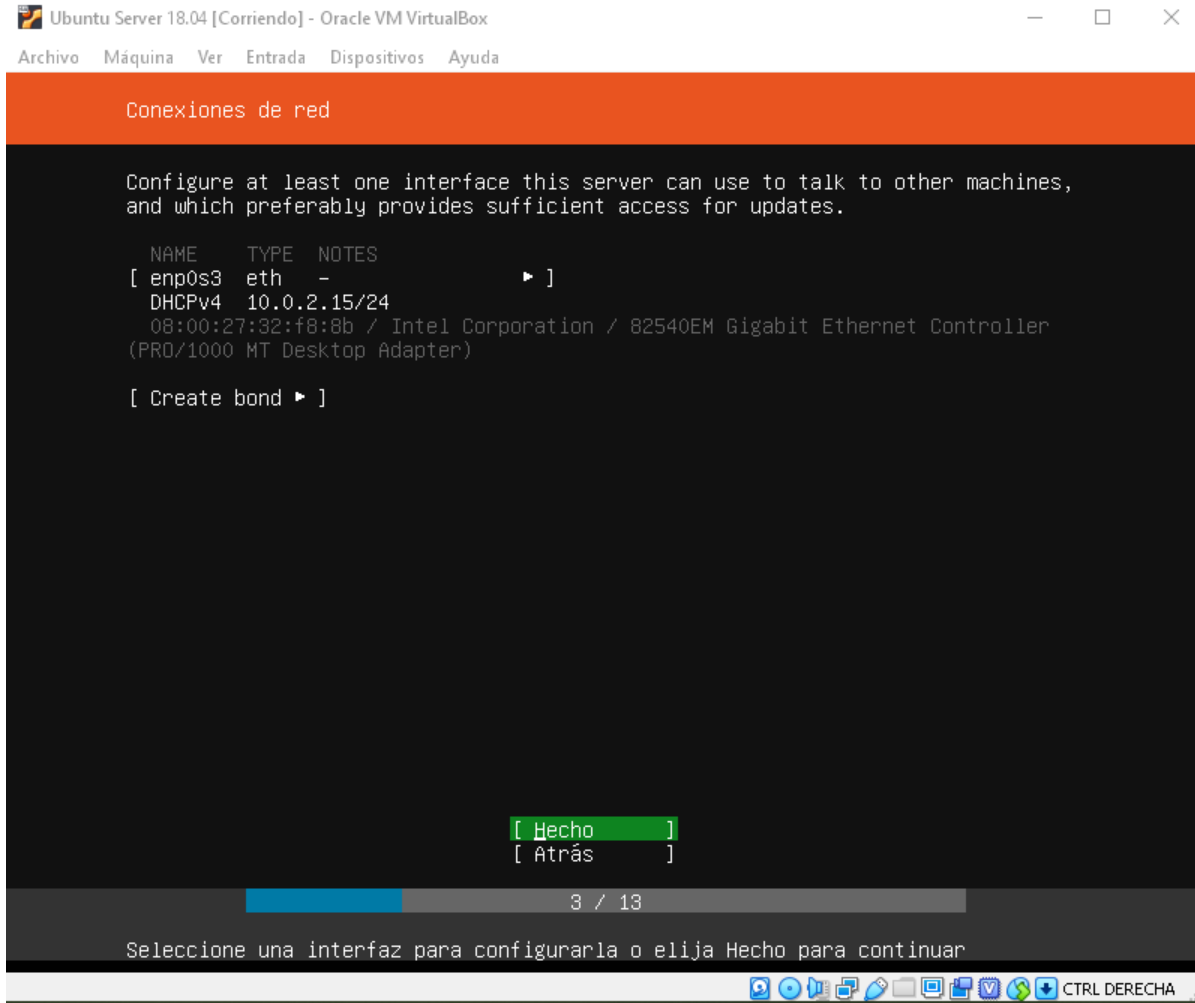 Ubuntu Server 18.04 [Corriendo] - Oracle VM VirtualBox
Archivo Máquina Ver Entrada Dispositivos Ayuda
Conexiones de red
Configure at least one interface this server can use to talk to other machines,
and which preferably provides sufficient access for updates.
NAME TYPE NOTES
[ enp0s3 eth - ▸ ]
DHCPv4 10.0.2.15/24
08:00:27:32:f8:8b / Intel Corporation / 82540EM Gigabit Ethernet Controller
(PRO/1000 MT Desktop Adapter)
[ Create bond ▸ ]
[ Hecho ]
[ Atrás ]
3 / 13
Seleccione una interfaz para configurarla o elija Hecho para continuar
CTRL DERECHA